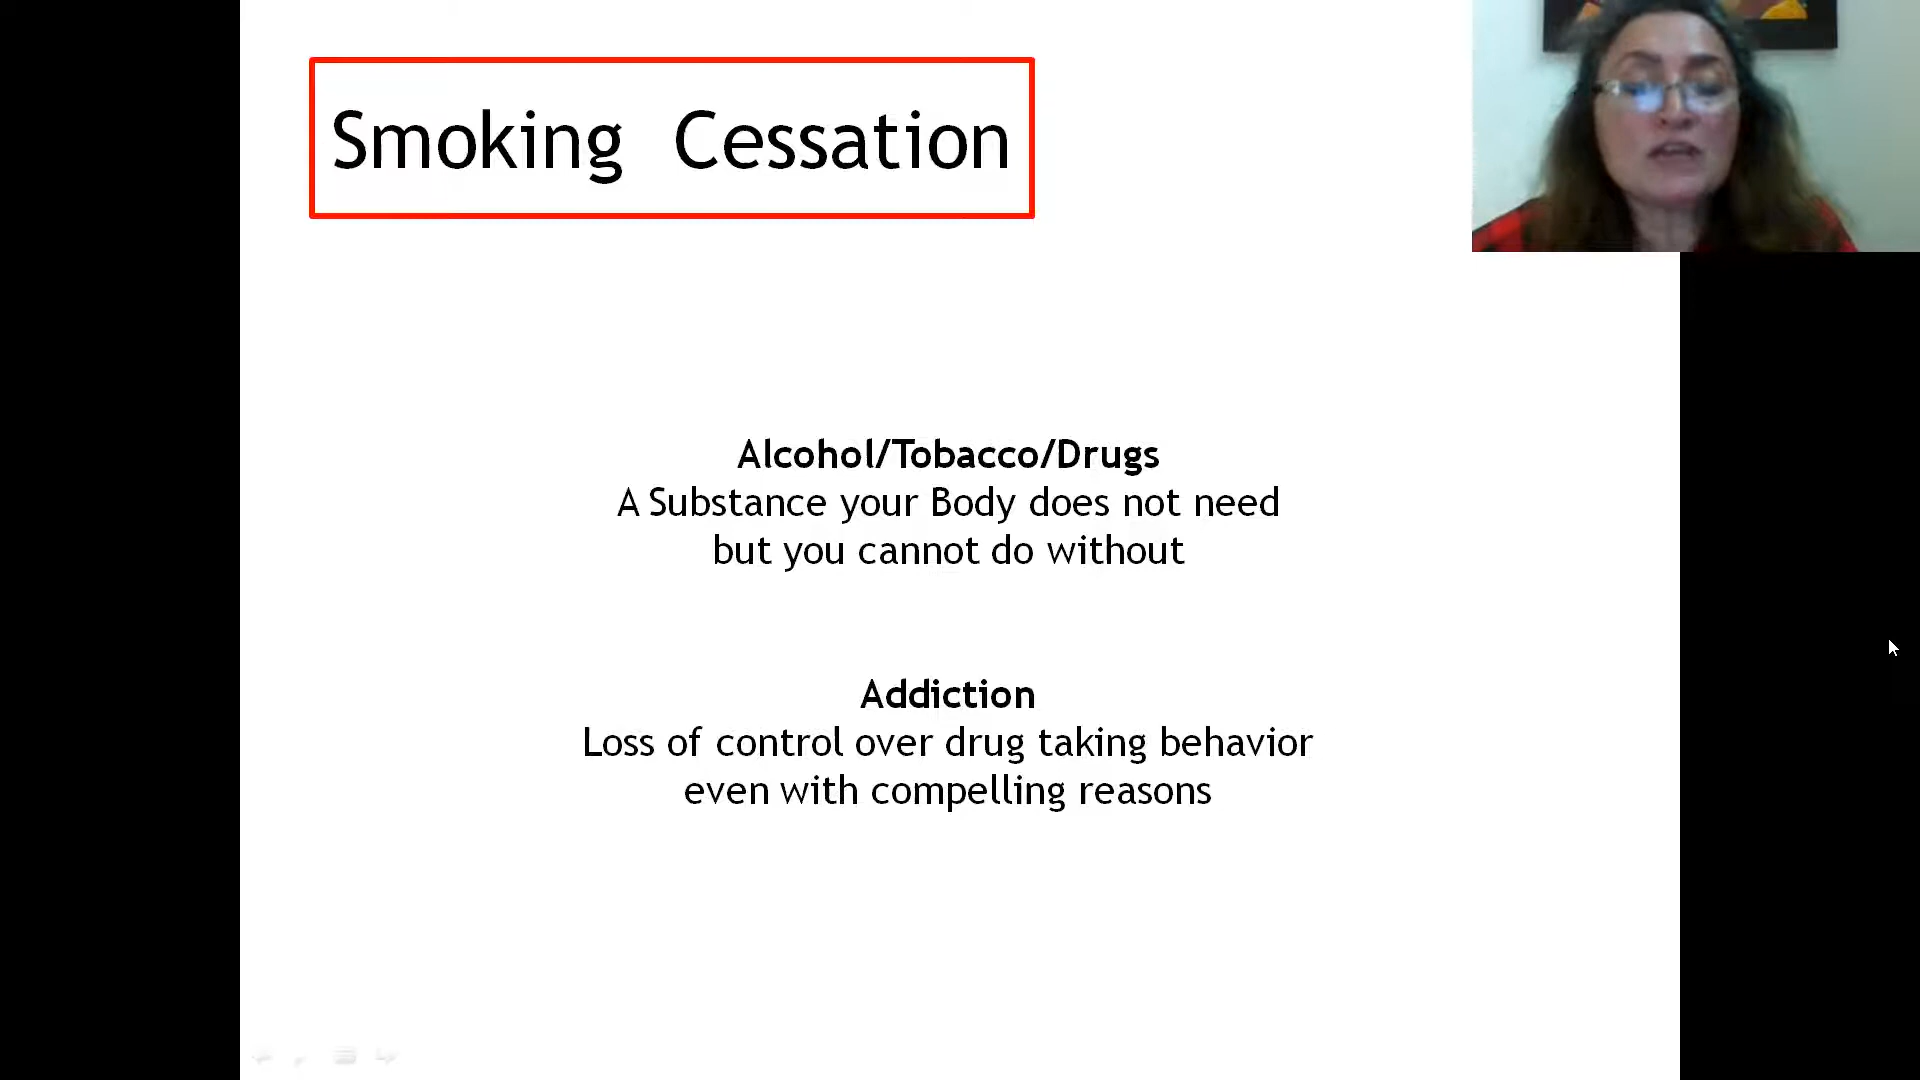 Smoking Cessation
Alcohol/Tobacco/Drugs
A Substance your Body does not need
but you cannot do without
Addiction
Loss of control over drug taking behavior
even with compelling reasons